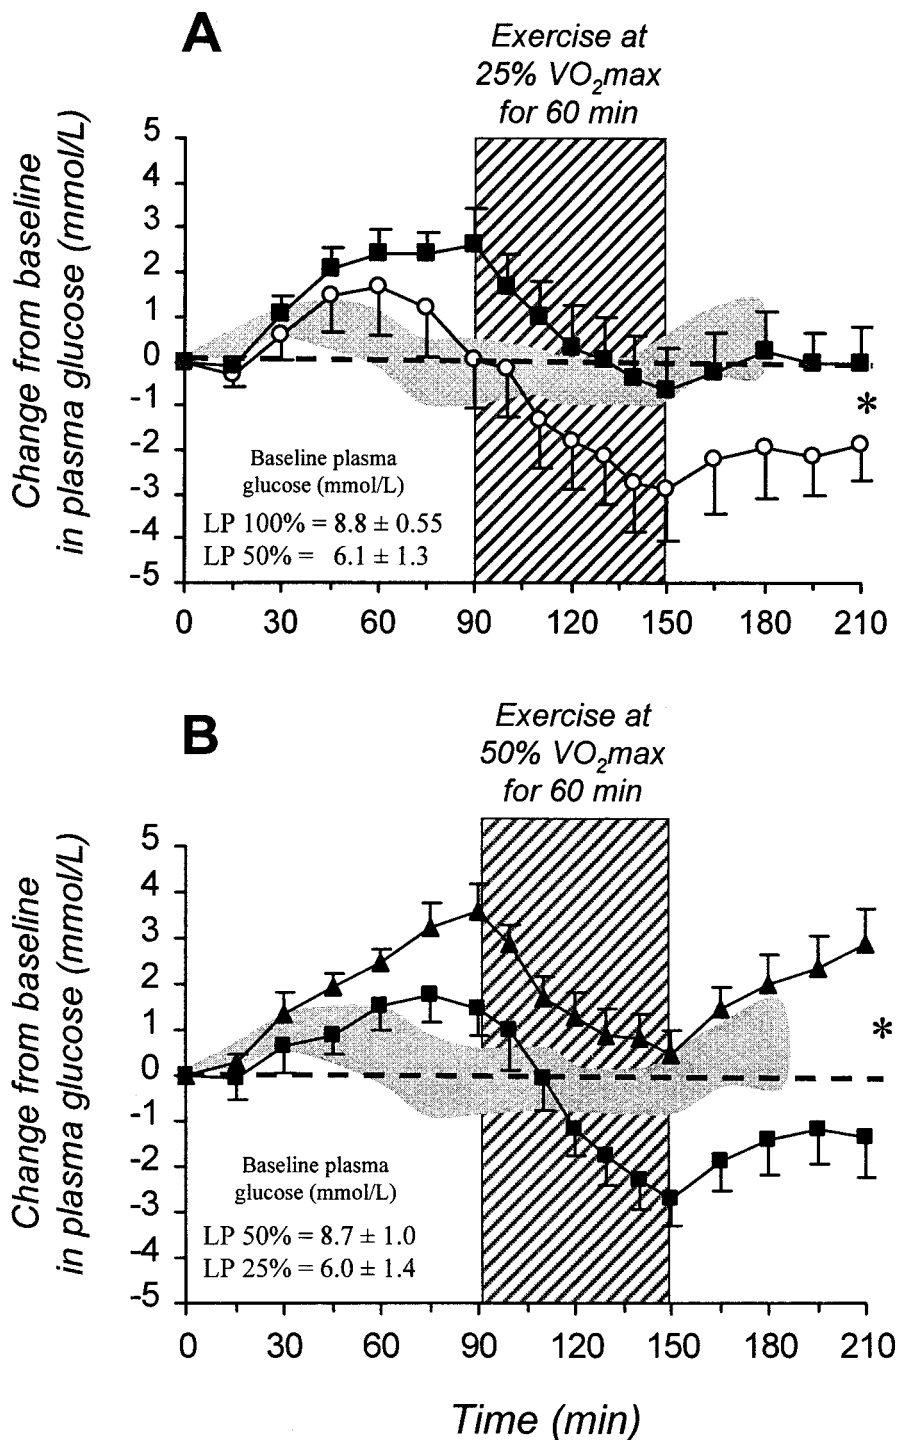 A
Exercise at
25% VO2max
for 60 min
Change from baseline
in plasma glucose (mmol/L)
5
4
3
2
1
0
-1
-2
-3
-4
-5
*
Baseline plasma
glucose (mmol/L)
LP 100% = 8.8 ± 0.55
LP 50% = 6.1 ± 1.3
0 30 60 90 120 150 180 210
B
Exercise at
50% VO2max
for 60 min
Change from baseline
in plasma glucose (mmol/L)
5
4
3
2
1
0
-1
-2
-3
-4
-5
*
Baseline plasma
glucose (mmol/L)
LP 50% = 8.7 ± 1.0
LP 25% = 6.0 ± 1.4
0 30 60 90 120 150 180 210
Time (min)